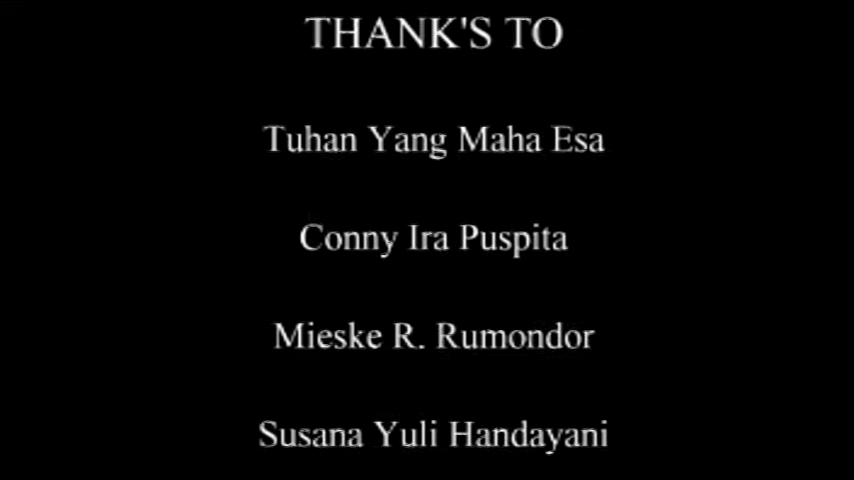 THANK'S TO
Tuhan Yang Maha Esa
Conny Ira Puspita
Mieske R. Rumondor
Susana Yuli Handayani